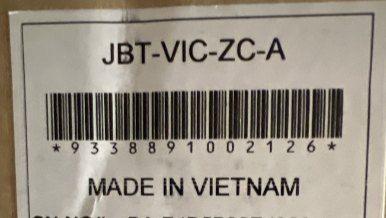 JBT-VIC-ZC-A
*9338891002126*
MADE IN VIETNAM